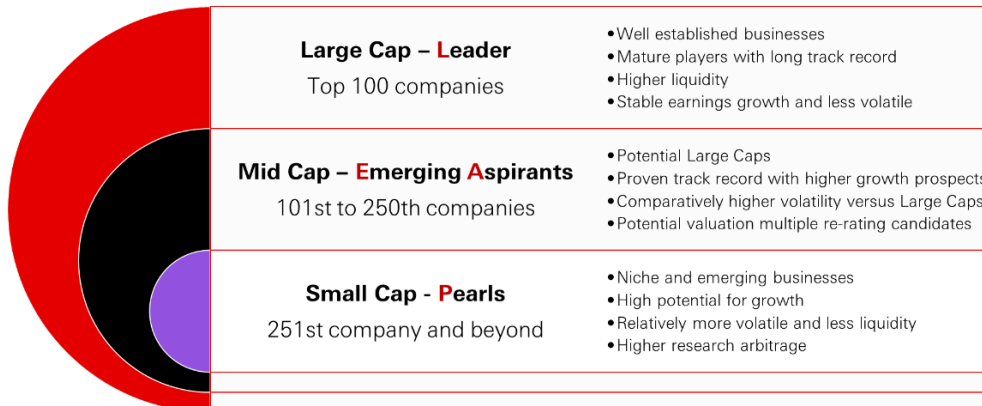 Large Cap – Leader
Top 100 companies
•Well established businesses
•Mature players with long track record
•Higher liquidity
•Stable earnings growth and less volatile
Mid Cap – Emerging Aspirants
101st to 250th companies
•Potential Large Caps
•Proven track record with higher growth prospects
•Comparatively higher volatility versus Large Caps
•Potential valuation multiple re-rating candidates
Small Cap - Pearls
251st company and beyond
•Niche and emerging businesses
•High potential for growth
•Relatively more volatile and less liquidity
•Higher research arbitrage